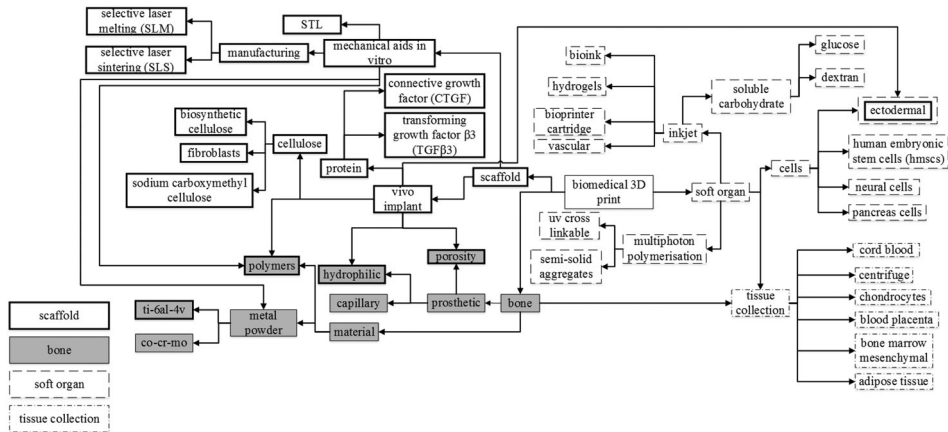 selective laser
melting (SLM)
selective laser
sintering (SLS)
manufacturing
STL
mechanical aids in
vitro
connective growth
factor (CTGF)
transforming
growth factor β3
(TGFβ3)
biosynthetic
cellulose
fibroblasts
sodium carboxymethyl
cellulose
cellulose
protein
vivo
implant
scaffold
biomedical 3D
print
soft organ
bioink
hydrogels
bioprinter
cartridge
vascular
inkjet
soluble
carbohydrate
glucose
dextran
cells
ectodermal
human embryonic
stem cells (hmscs)
neural cells
pancreas cells
uv cross
linkable
semi-solid
aggregates
multiphoton
polymerisation
polymers
hydrophilic
porosity
capillary
prosthetic
bone
ti-6al-4v
co-cr-mo
metal
powder
material
tissue
collection
cord blood
centrifuge
chondrocytes
blood placenta
bone marrow
mesenchymal
adipose tissue
scaffold
bone
soft organ
tissue collection